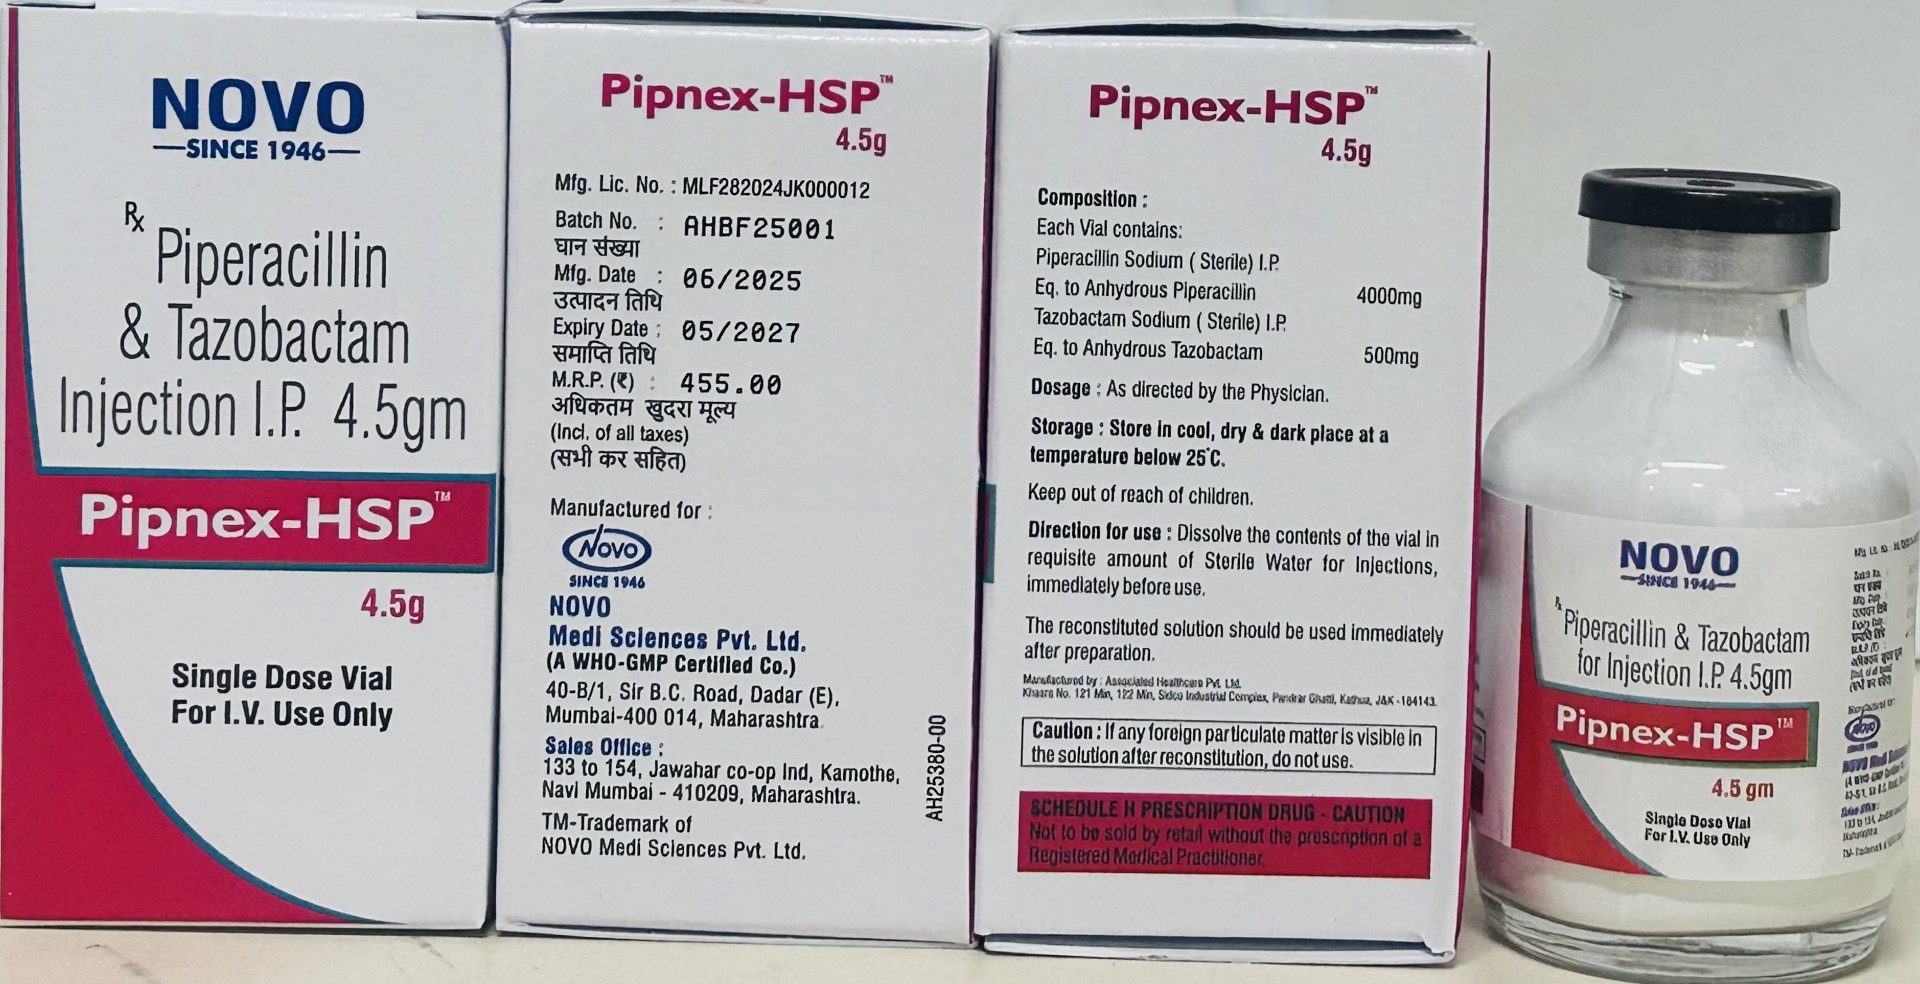 NOVO
SINCE 1946
Rx Piperacillin
& Tazobactam
Injection I.P. 4.5gm
Pipnex-HSP™
4.5g
Single Dose Vial
For I.V. Use Only
Pipnex-HSP™
4.5g
Mfg. Lic. No. : MLF282024JK000012
Batch No. : AHBF25001
घान संख्या
Mfg. Date : 06/2025
उत्पादन तिथि
Expiry Date : 05/2027
समाप्ति तिथि
M.R.P. (₹) : 455.00
अधिकतम खुदरा मूल्य
(Incl. of all taxes)
(सभी कर सहित)
Manufactured for :
Novo
SINCE 1946
NOVO
Medi Sciences Pvt. Ltd.
(A WHO-GMP Certified Co.)
40-B/1, Sir B.C. Road, Dadar (E),
Mumbai-400 014, Maharashtra.
Sales Office :
133 to 154, Jawahar co-op Ind, Kamothe,
Navi Mumbai - 410209, Maharashtra.
TM-Trademark of
NOVO Medi Sciences Pvt. Ltd.
AH25380-00
Pipnex-HSP™
4.5g
Composition :
Each Vial contains:
Piperacillin Sodium ( Sterile) I.P.
Eq. to Anhydrous Piperacillin 4000mg
Tazobactam Sodium ( Sterile) I.P.
Eq. to Anhydrous Tazobactam 500mg
Dosage : As directed by the Physician.
Storage : Store in cool, dry & dark place at a
temperature below 25°C.
Keep out of reach of children.
Direction for use : Dissolve the contents of the vial in
requisite amount of Sterile Water for Injections,
immediately before use.
The reconstituted solution should be used immediately
after preparation.
Manufactured by : Associated Healthcare Pvt. Ltd.
Khasra No. 121 Min, 122 Min, Sidco Industrial Complex, Kathua, J&K -184143.
Caution : If any foreign particulate matter is visible in
the solution after reconstitution, do not use.
SCHEDULE H PRESCRIPTION DRUG - CAUTION
Not to be sold by retail without the prescription of a
Registered Medical Practitioner.
NOVO
SINCE 1946
Rx Piperacillin & Tazobactam
for Injection I.P. 4.5gm
Pipnex-HSP™
4.5 gm
Single Dose Vial
For I.V. Use Only